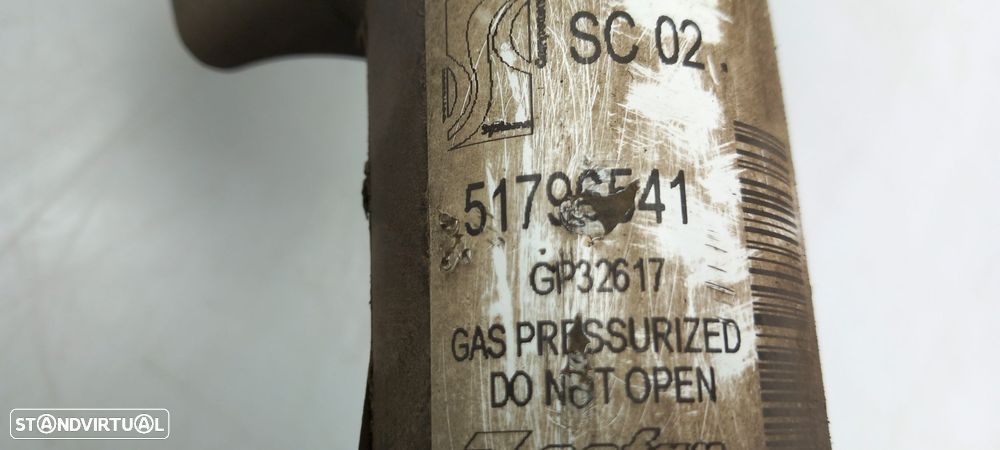 SC 02.
51796541
GP32617
GAS PRESSURIZED
DO NOT OPEN
STANDVIRTUAL